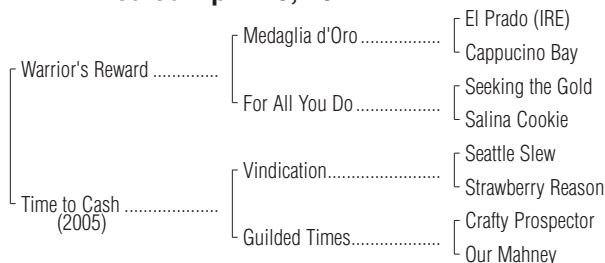 El Prado (IRE)
Medaglia d'Oro ..................
Cappucino Bay
Warrior's Reward ..............
Seeking the Gold
For All You Do ...................
Salina Cookie
Seattle Slew
Vindication.........................
Strawberry Reason
Time to Cash ....................
(2005)
Crafty Prospector
Guilded Times...................
Our Mahney